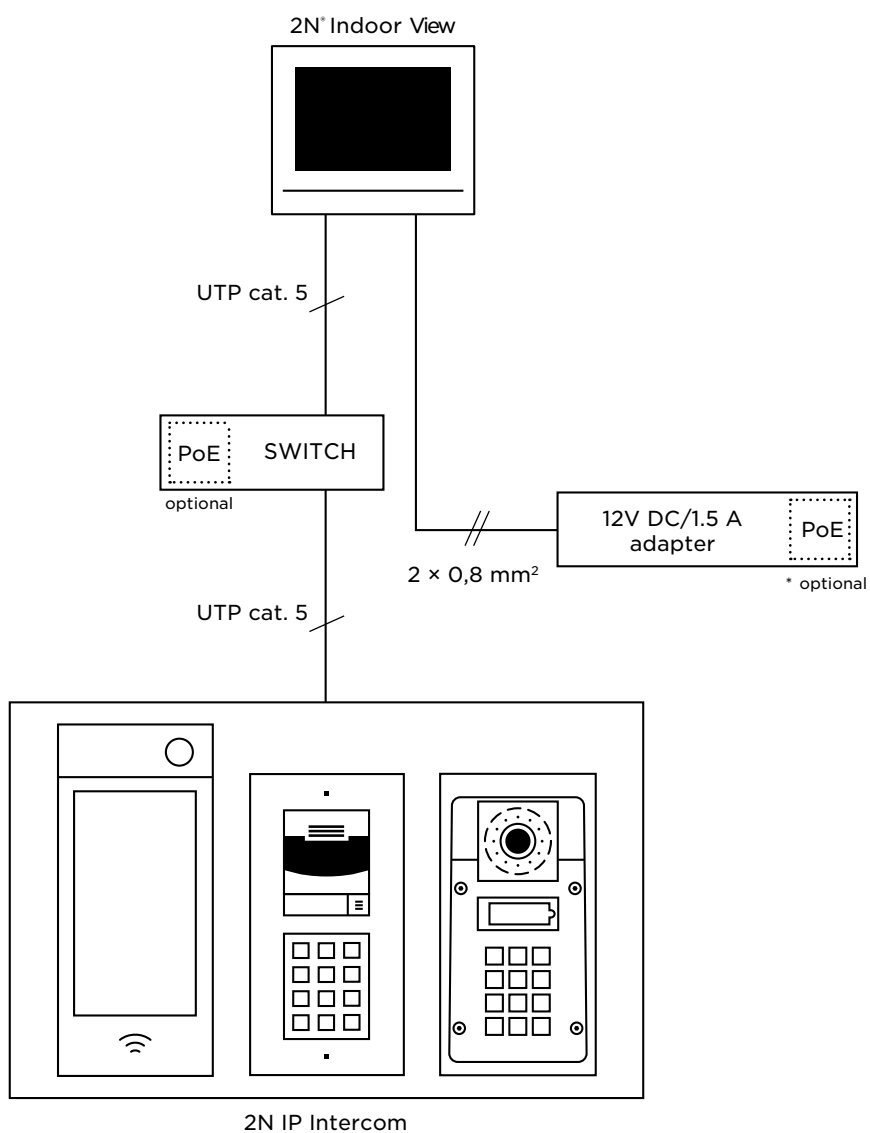 2N® Indoor View
UTP cat. 5
PoE
SWITCH
optional
12V DC/1.5 A
adapter
PoE
* optional
2 × 0,8 mm²
UTP cat. 5
2N IP Intercom